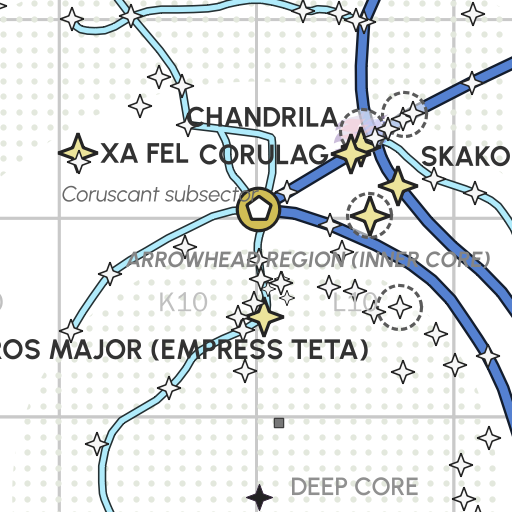 CHANDRILA
XA FEL
CORULAG
SKAKO
Coruscant subsector
ARROWHEAD REGION (INNER CORE)
K10
L10
ROS MAJOR (EMPRESS TETA)
DEEP CORE